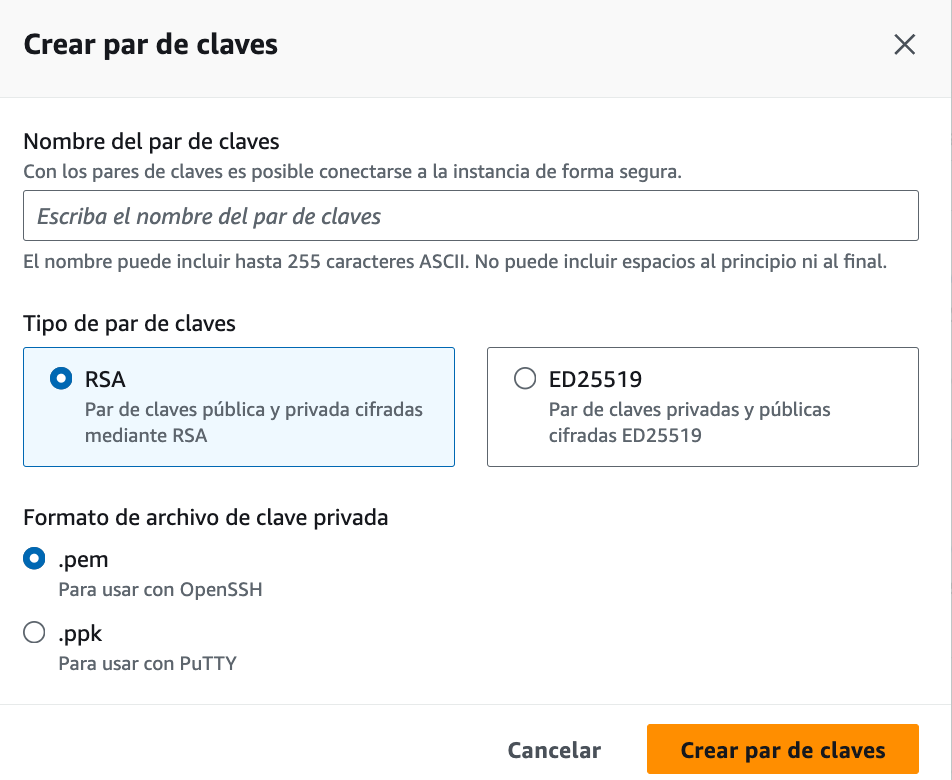 Crear par de claves
Nombre del par de claves
Con los pares de claves es posible conectarse a la instancia de forma segura.
Escriba el nombre del par de claves
El nombre puede incluir hasta 255 caracteres ASCII. No puede incluir espacios al principio ni al final.
Tipo de par de claves
RSA
Par de claves pública y privada cifradas
mediante RSA
ED25519
Par de claves privadas y públicas
cifradas ED25519
Formato de archivo de clave privada
.pem
Para usar con OpenSSH
.ppk
Para usar con PuTTY
Cancelar
Crear par de claves